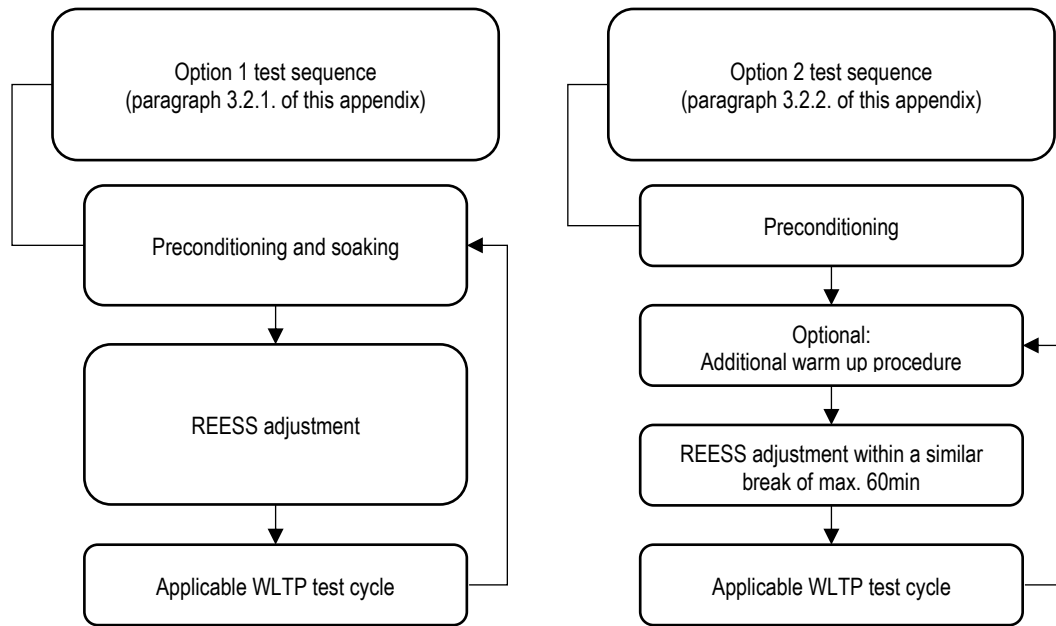 Option 1 test sequence
(paragraph 3.2.1. of this appendix)
Preconditioning and soaking
REESS adjustment
Applicable WLTP test cycle
Option 2 test sequence
(paragraph 3.2.2. of this appendix)
Preconditioning
Optional:
Additional warm up procedure
REESS adjustment within a similar
break of max. 60min
Applicable WLTP test cycle